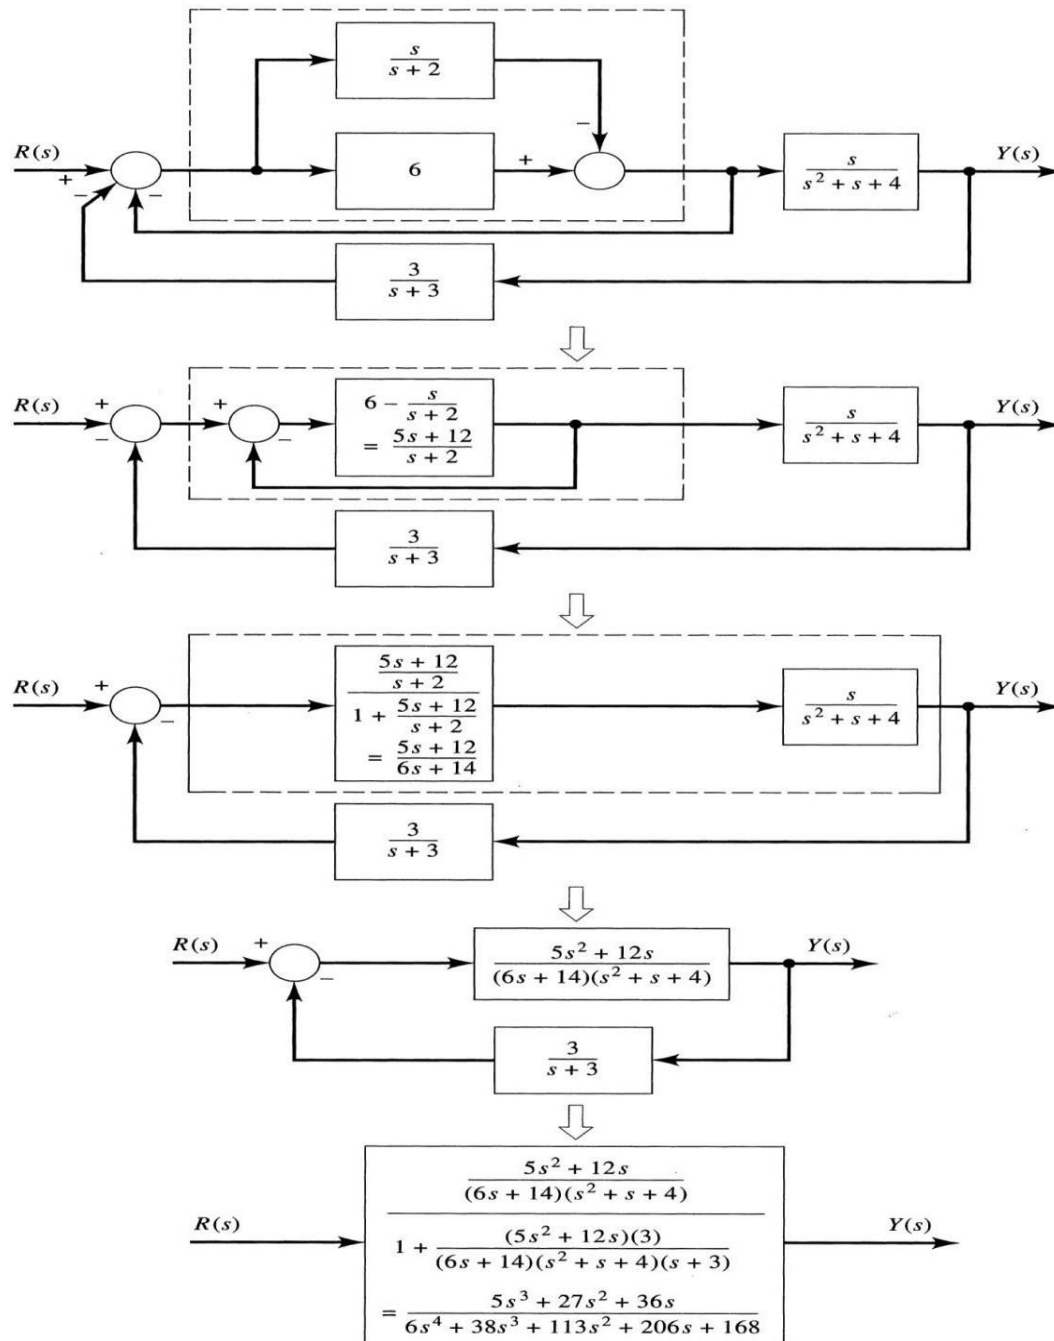 s
s + 2
−
R(s)
+
−
−
6
+
s
s² + s + 4
Y(s)
3
s + 3
R(s)
+
−
+
−
6 − s
s + 2
= 5s + 12
s + 2
s
s² + s + 4
Y(s)
3
s + 3
R(s)
+
−
5s + 12
s + 2
1 + 5s + 12
s + 2
= 5s + 12
6s + 14
s
s² + s + 4
Y(s)
3
s + 3
R(s)
+
−
5s² + 12s
(6s + 14)(s² + s + 4)
Y(s)
3
s + 3
R(s)
5s² + 12s
(6s + 14)(s² + s + 4)
1 + (5s² + 12s)(3)
(6s + 14)(s² + s + 4)(s + 3)
= 5s³ + 27s² + 36s
6s⁴ + 38s³ + 113s² + 206s + 168
Y(s)